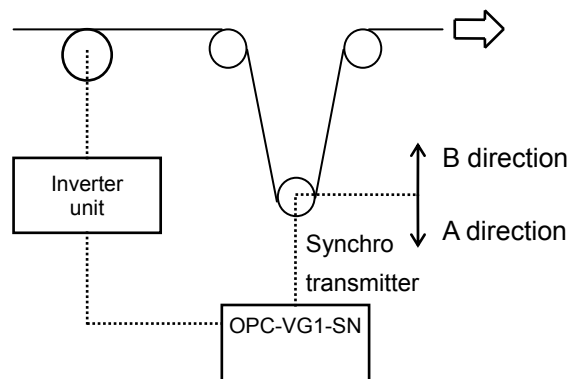 B direction
Inverter
unit
A direction
Synchro
transmitter
OPC-VG1-SN